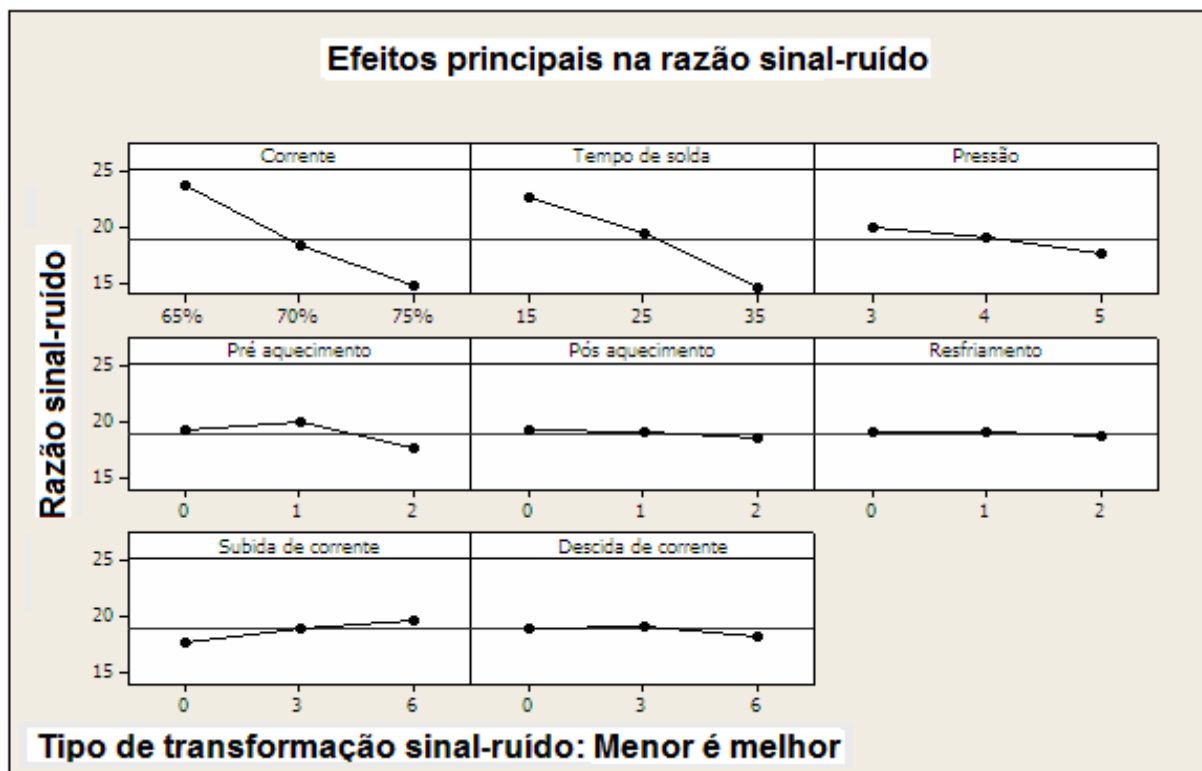 Efeitos principais na razão sinal-ruído
Razão sinal-ruído
Corrente Tempo de solda Pressão
25
20
15
65% 70% 75% 15 25 35 3 4 5
Pré aquecimento Pós aquecimento Resfriamento
25
20
15
0 1 2 0 1 2 0 1 2
Subida de corrente Descida de corrente
25
20
15
0 3 6 0 3 6
Tipo de transformação sinal-ruído: Menor é melhor